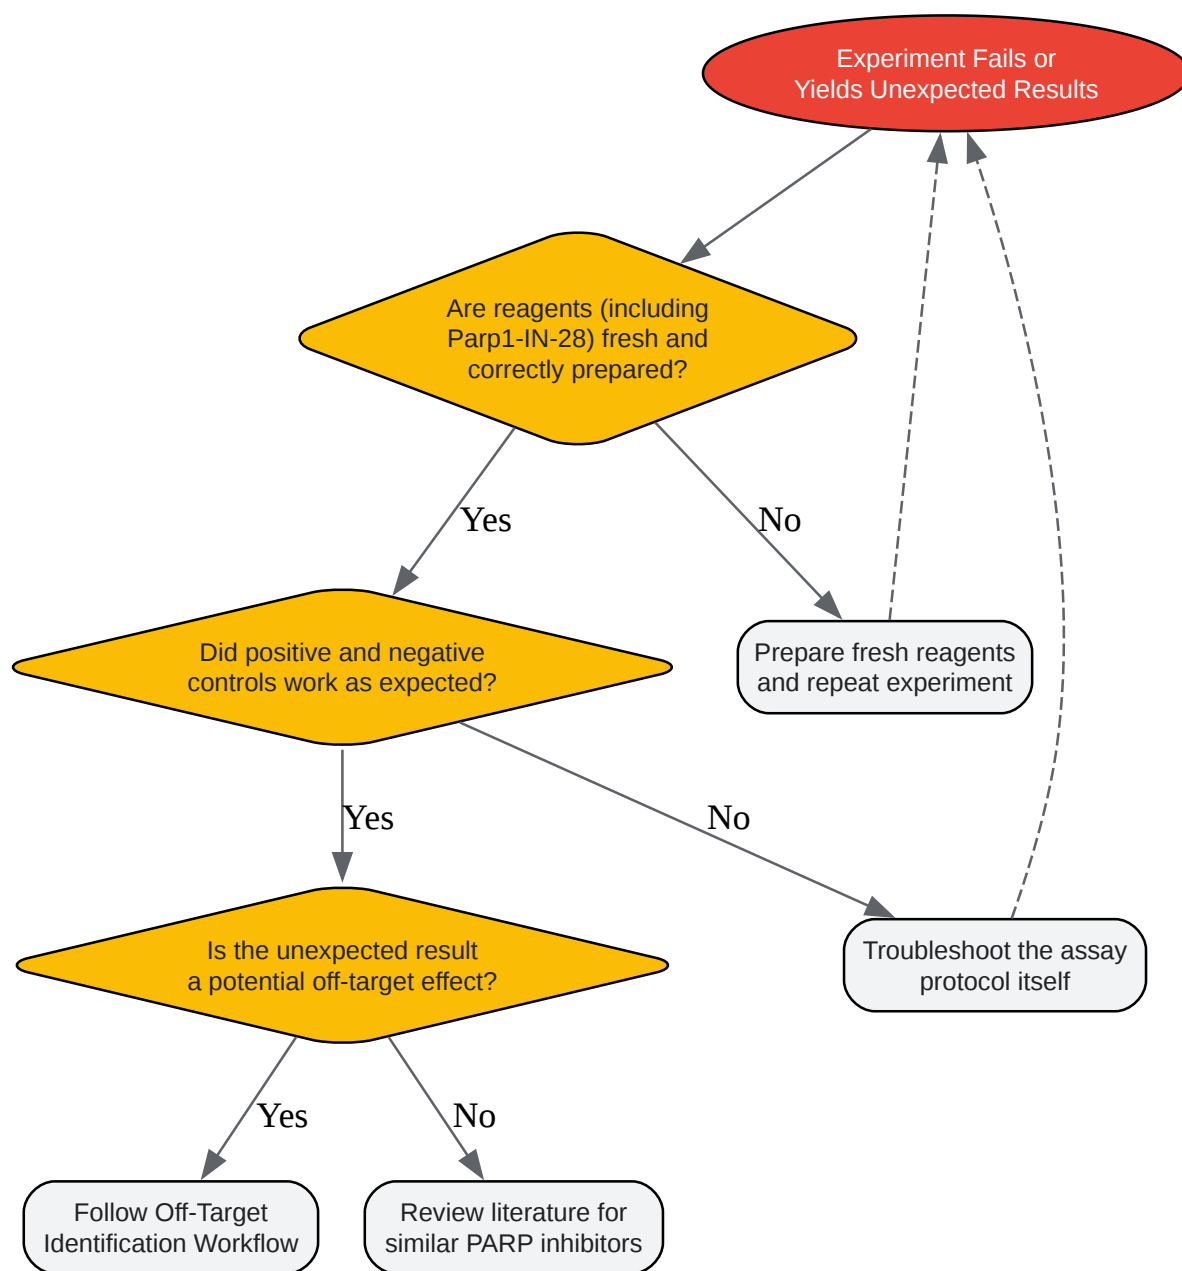 Experiment Fails or
Yields Unexpected Results
Are reagents (including
Parp1-IN-28) fresh and
correctly prepared?
Yes
No
Did positive and negative
controls work as expected?
Prepare fresh reagents
and repeat experiment
Yes
No
Is the unexpected result
a potential off-target effect?
Troubleshoot the assay
protocol itself
Yes
No
Follow Off-Target
Identification Workflow
Review literature for
similar PARP inhibitors